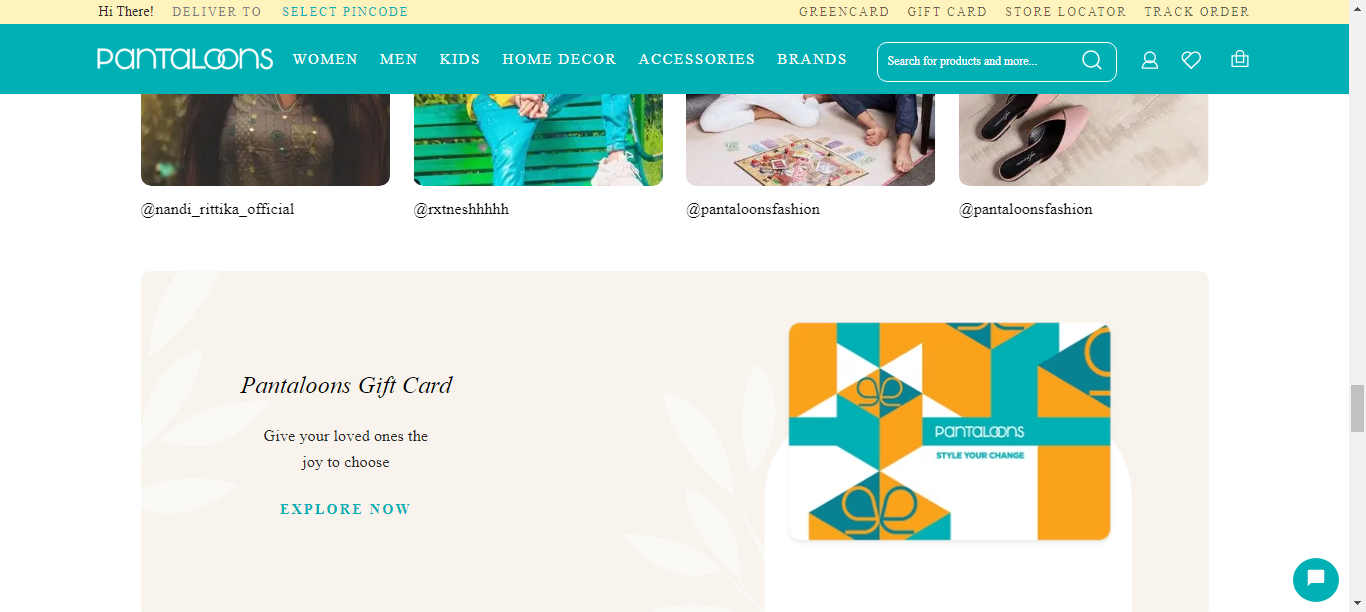 Hi There! DELIVER TO SELECT PINCODE GREENCARD GIFT CARD STORE LOCATOR TRACK ORDER
PANTALOONS WOMEN MEN KIDS HOME DECOR ACCESSORIES BRANDS Search for products and more...
@nandi_rittika_official @rxtneshhhhh @pantaloonsfashion @pantaloonsfashion
Pantaloons Gift Card
Give your loved ones the
joy to choose
EXPLORE NOW
PANTALOONS
STYLE YOUR CHANGE